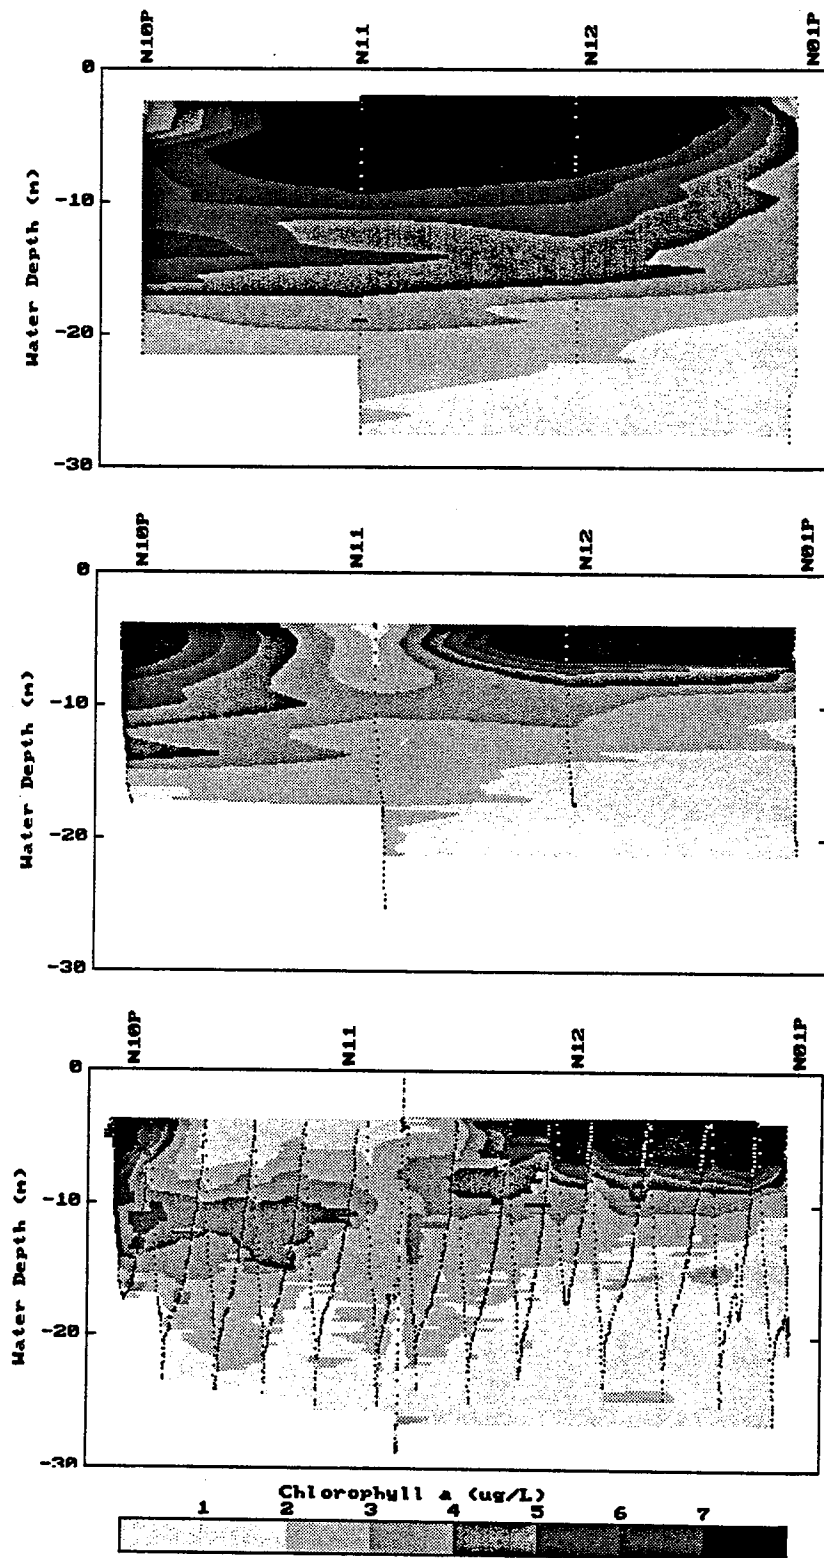 N10P N11 N12 N01P
0
-10
-20
-30
Water Depth (m)
N10P N11 N12 N01P
0
-10
-20
-30
Water Depth (m)
N10P N11 N12 N01P
0
-10
-20
-30
Water Depth (m)
Chlorophyll a (ug/L)
1 2 3 4 5 6 7